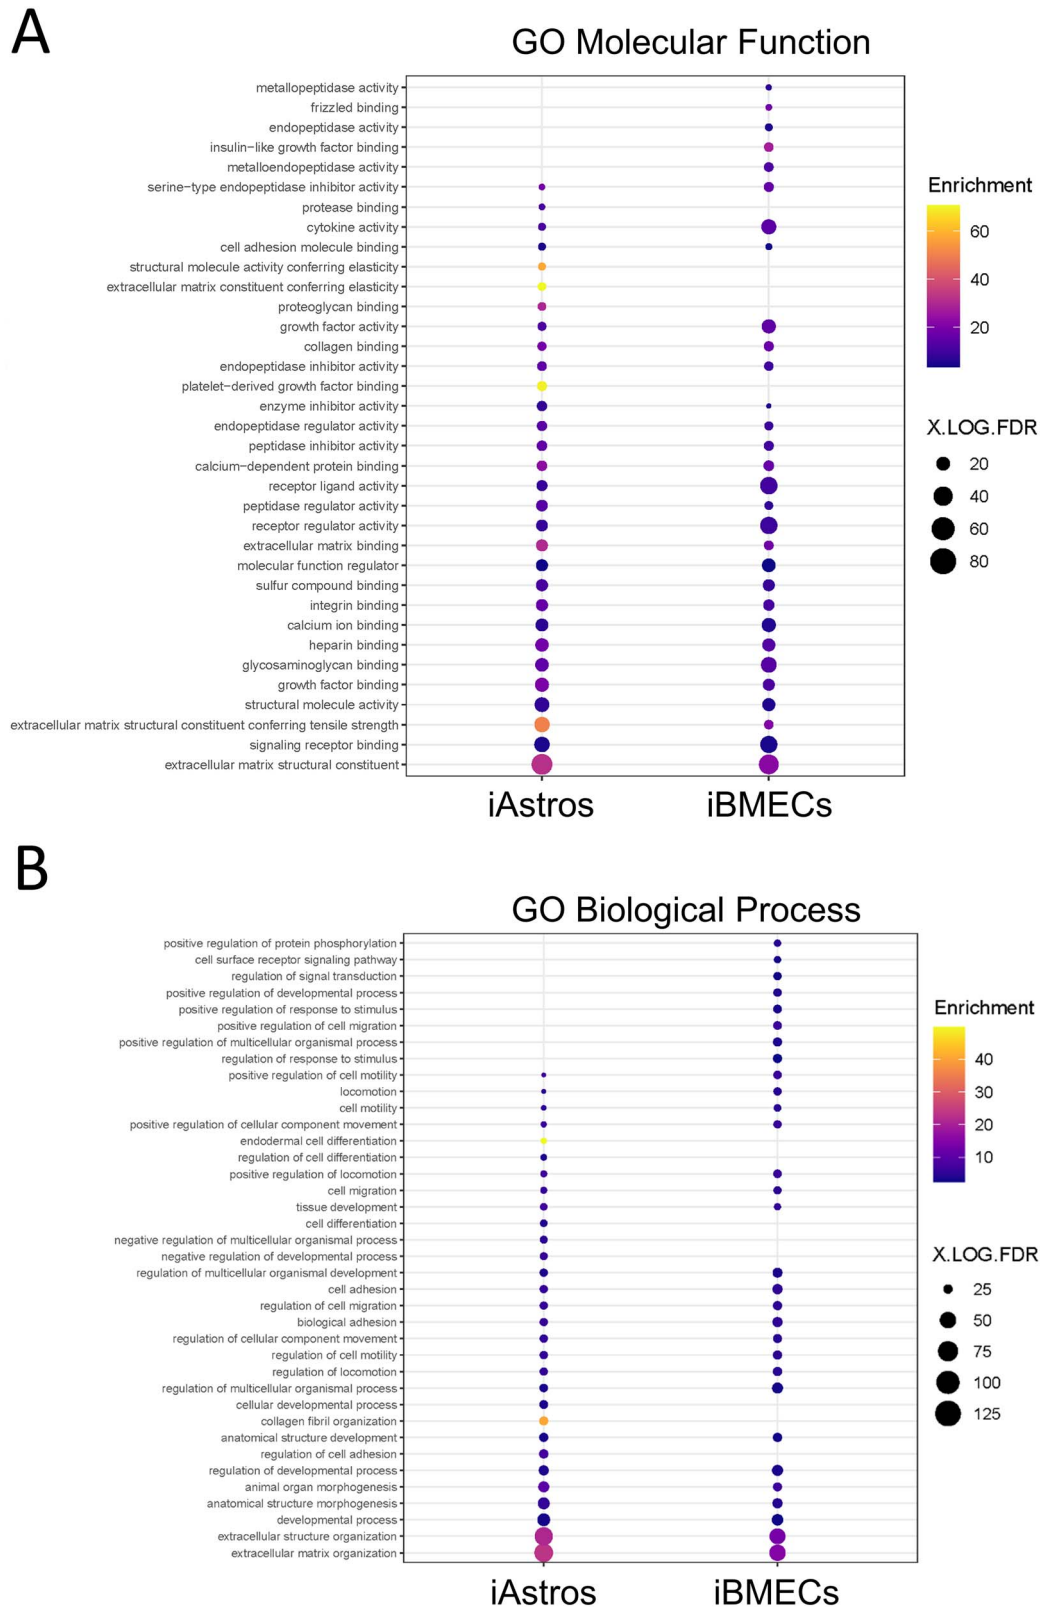 A
GO Molecular Function
metallopeptidase activity
frizzled binding
endopeptidase activity
insulin−like growth factor binding
metalloendopeptidase activity
serine−type endopeptidase inhibitor activity
protease binding
cytokine activity
cell adhesion molecule binding
structural molecule activity conferring elasticity
extracellular matrix constituent conferring elasticity
proteoglycan binding
growth factor activity
collagen binding
endopeptidase inhibitor activity
platelet−derived growth factor binding
enzyme inhibitor activity
endopeptidase regulator activity
peptidase inhibitor activity
calcium−dependent protein binding
receptor ligand activity
peptidase regulator activity
receptor regulator activity
extracellular matrix binding
molecular function regulator
sulfur compound binding
integrin binding
calcium ion binding
heparin binding
glycosaminoglycan binding
growth factor binding
structural molecule activity
extracellular matrix structural constituent conferring tensile strength
signaling receptor binding
extracellular matrix structural constituent
iAstros
iBMECs
Enrichment
60
40
20
X.LOG.FDR
20
40
60
80
B
GO Biological Process
positive regulation of protein phosphorylation
cell surface receptor signaling pathway
regulation of signal transduction
positive regulation of developmental process
positive regulation of response to stimulus
positive regulation of cell migration
positive regulation of multicellular organismal process
regulation of response to stimulus
positive regulation of cell motility
locomotion
cell motility
positive regulation of cellular component movement
endodermal cell differentiation
regulation of cell differentiation
positive regulation of locomotion
cell migration
tissue development
cell differentiation
negative regulation of multicellular organismal process
negative regulation of developmental process
regulation of multicellular organismal development
cell adhesion
regulation of cell migration
biological adhesion
regulation of cellular component movement
regulation of cell motility
regulation of locomotion
regulation of multicellular organismal process
cellular developmental process
collagen fibril organization
anatomical structure development
regulation of cell adhesion
regulation of developmental process
animal organ morphogenesis
anatomical structure morphogenesis
developmental process
extracellular structure organization
extracellular matrix organization
iAstros
iBMECs
Enrichment
40
30
20
10
X.LOG.FDR
25
50
75
100
125